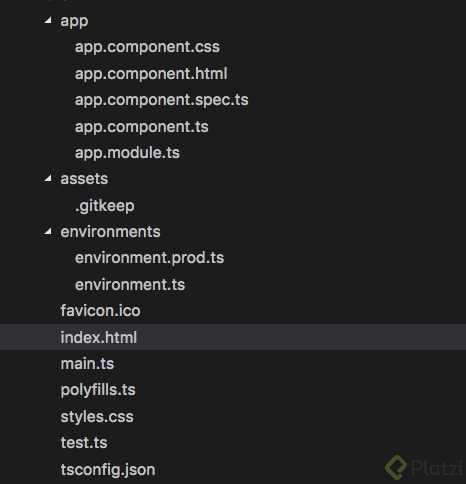 app
app.component.css
app.component.html
app.component.spec.ts
app.component.ts
app.module.ts
assets
.gitkeep
environments
environment.prod.ts
environment.ts
favicon.ico
index.html
main.ts
polyfills.ts
styles.css
test.ts
tsconfig.json
Platzi